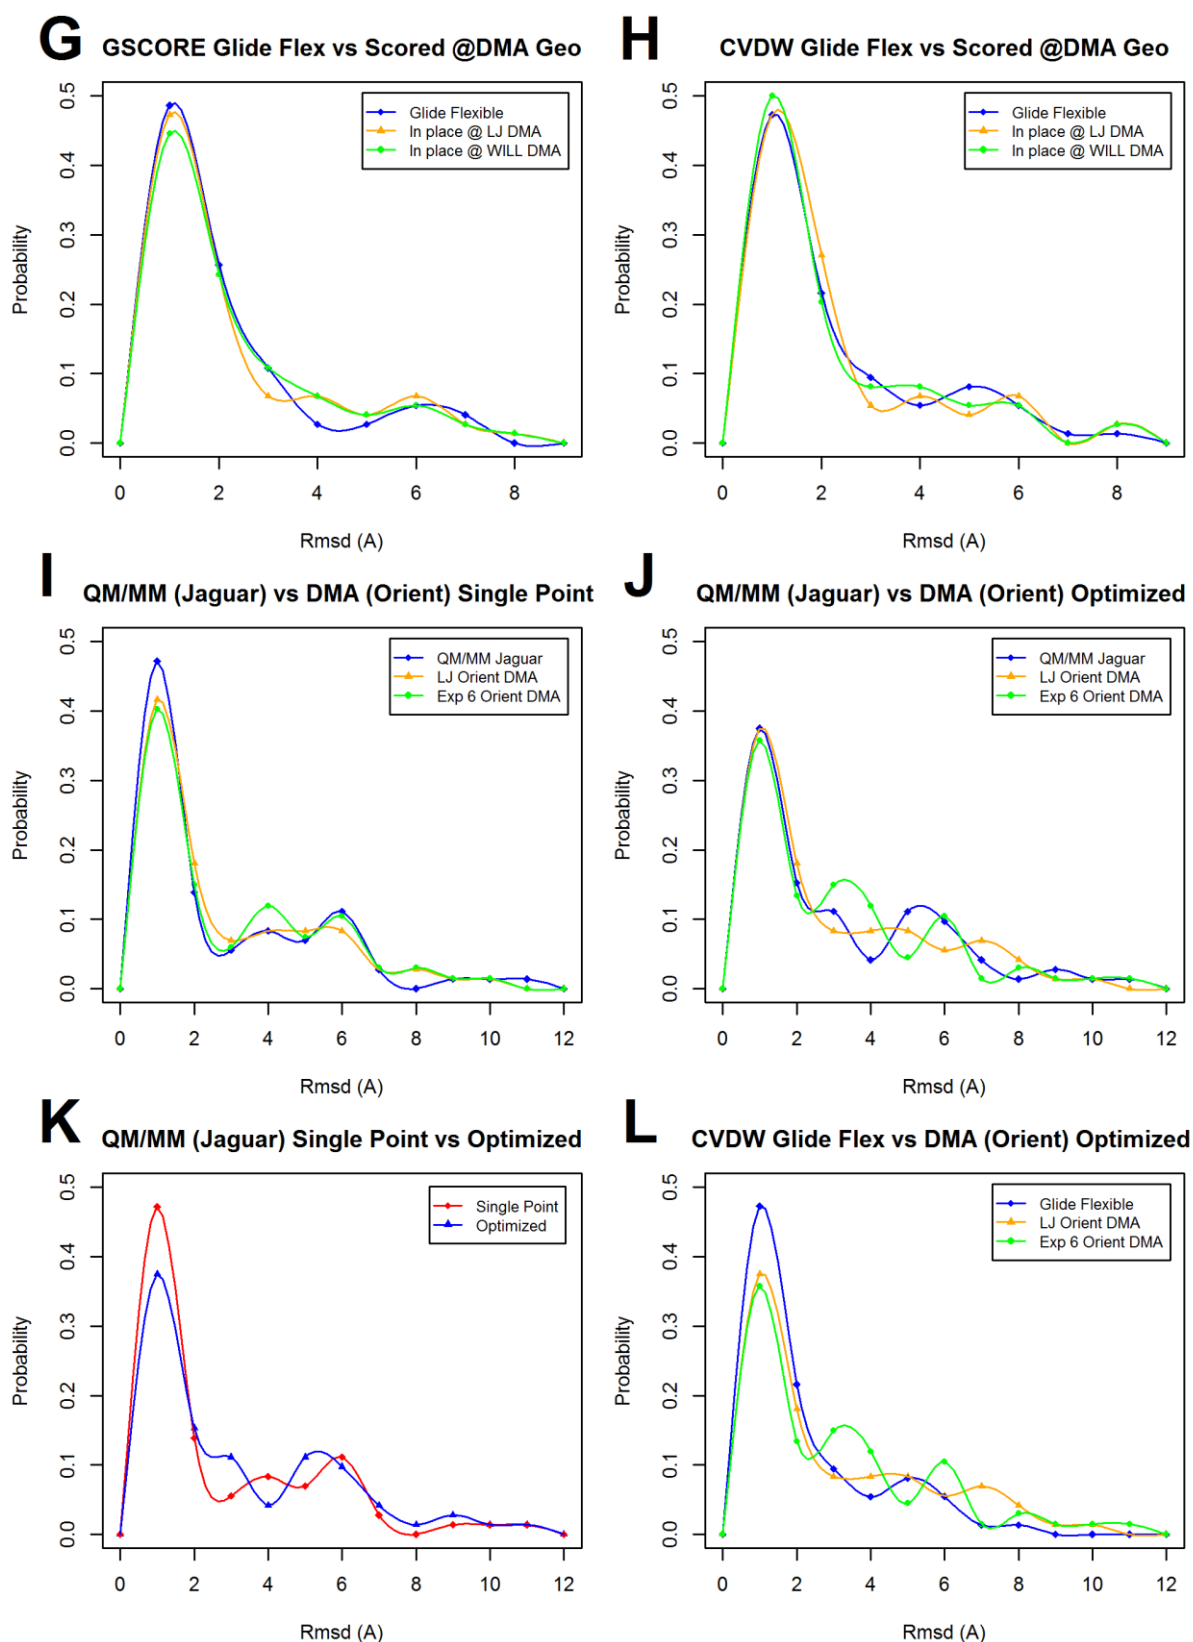 G GSCORE Glide Flex vs Scored @DMA Geo
Probability
0.0 0.1 0.2 0.3 0.4 0.5
Glide Flexible
In place @ LJ DMA
In place @ WILL DMA
0 2 4 6 8
Rmsd (A)
H CVDW Glide Flex vs Scored @DMA Geo
Probability
0.0 0.1 0.2 0.3 0.4 0.5
Glide Flexible
In place @ LJ DMA
In place @ WILL DMA
0 2 4 6 8
Rmsd (A)
I QM/MM (Jaguar) vs DMA (Orient) Single Point
Probability
0.0 0.1 0.2 0.3 0.4 0.5
QM/MM Jaguar
LJ Orient DMA
Exp 6 Orient DMA
0 2 4 6 8 10 12
Rmsd (A)
J QM/MM (Jaguar) vs DMA (Orient) Optimized
Probability
0.0 0.1 0.2 0.3 0.4 0.5
QM/MM Jaguar
LJ Orient DMA
Exp 6 Orient DMA
0 2 4 6 8 10 12
Rmsd (A)
K QM/MM (Jaguar) Single Point vs Optimized
Probability
0.0 0.1 0.2 0.3 0.4 0.5
Single Point
Optimized
0 2 4 6 8 10 12
Rmsd (A)
L CVDW Glide Flex vs DMA (Orient) Optimized
Probability
0.0 0.1 0.2 0.3 0.4 0.5
Glide Flexible
LJ Orient DMA
Exp 6 Orient DMA
0 2 4 6 8 10 12
Rmsd (A)